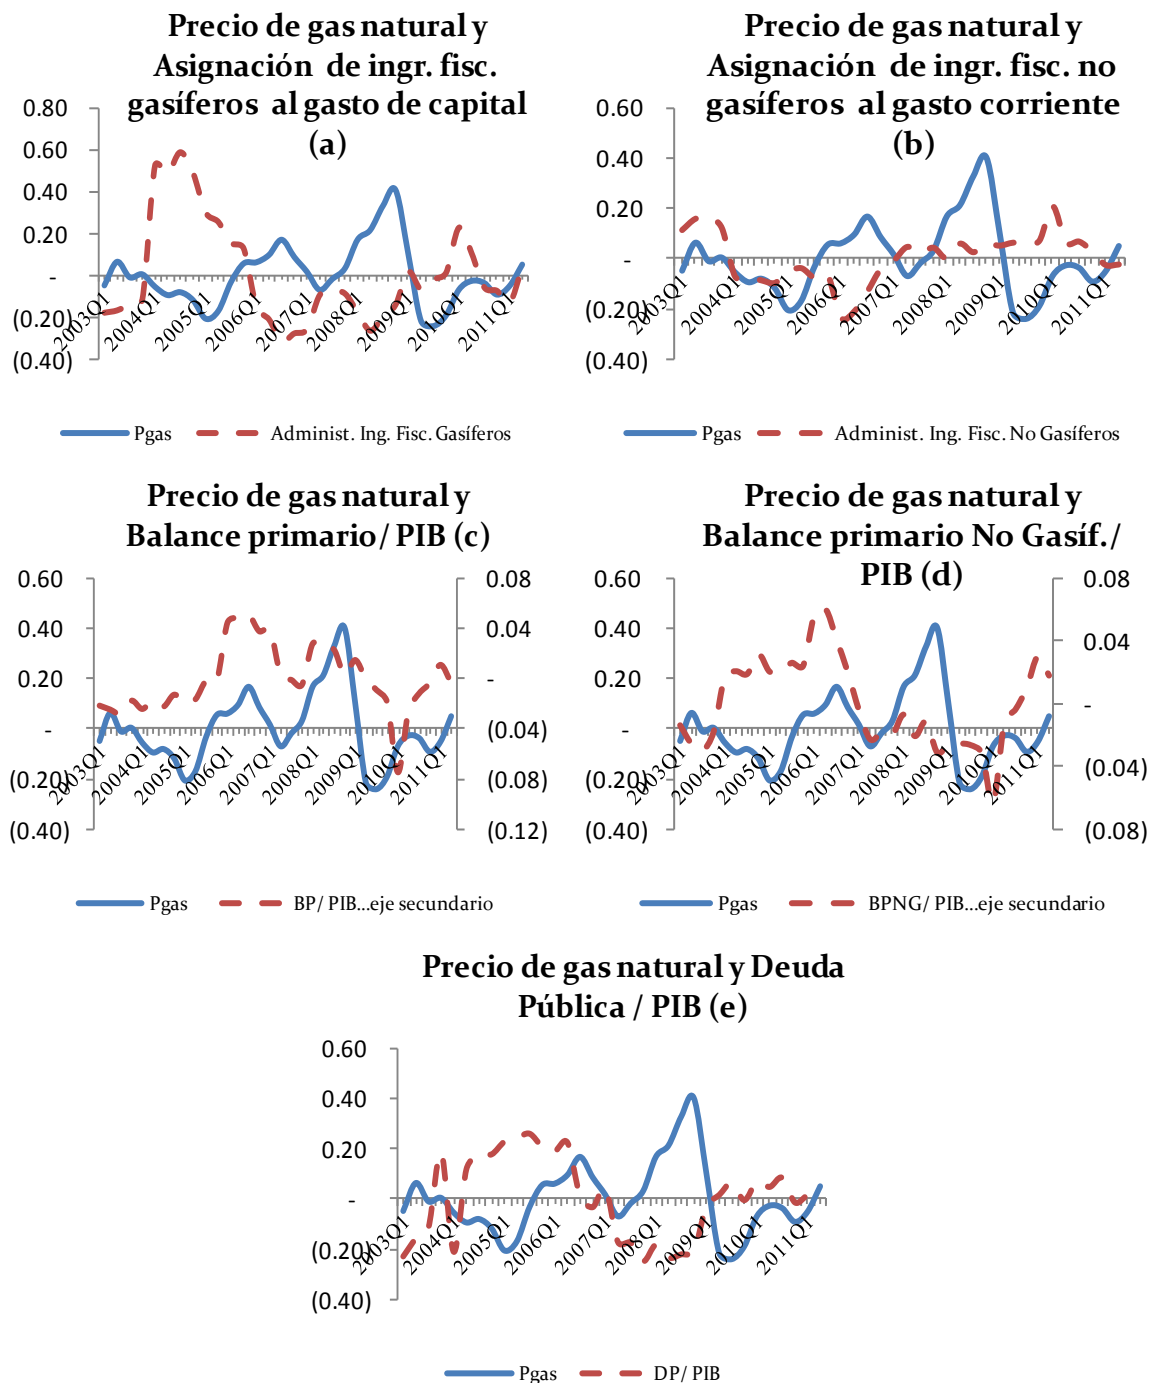 Precio de gas natural y
Asignación de ingr. fisc.
gasíferos al gasto de capital
(a)
0.80
0.60
0.40
0.20
-
(0.20)
(0.40)
2003Q1
2004Q1
2005Q1
2006Q1
2007Q1
2008Q1
2009Q1
2010Q1
2011Q1
Pgas
Administ. Ing. Fisc. Gasíferos
Precio de gas natural y
Asignación de ingr. fisc. no
gasíferos al gasto corriente
(b)
0.60
0.40
0.20
-
(0.20)
(0.40)
2003Q1
2004Q1
2005Q1
2006Q1
2007Q1
2008Q1
2009Q1
2010Q1
2011Q1
Pgas
Administ. Ing. Fisc. No Gasíferos
Precio de gas natural y
Balance primario/ PIB (c)
0.60
0.40
0.20
-
(0.20)
(0.40)
0.08
0.04
-
(0.04)
(0.08)
(0.12)
2003Q1
2004Q1
2005Q1
2006Q1
2007Q1
2008Q1
2009Q1
2010Q1
2011Q1
Pgas
BP/ PIB...eje secundario
Precio de gas natural y
Balance primario No Gasíf./
PIB (d)
0.60
0.40
0.20
-
(0.20)
(0.40)
0.08
0.04
-
(0.04)
(0.08)
2003Q1
2004Q1
2005Q1
2006Q1
2007Q1
2008Q1
2009Q1
2010Q1
2011Q1
Pgas
BPNG/ PIB...eje secundario
Precio de gas natural y Deuda
Pública / PIB (e)
0.60
0.40
0.20
-
(0.20)
(0.40)
2003Q1
2004Q1
2005Q1
2006Q1
2007Q1
2008Q1
2009Q1
2010Q1
2011Q1
Pgas
DP/ PIB